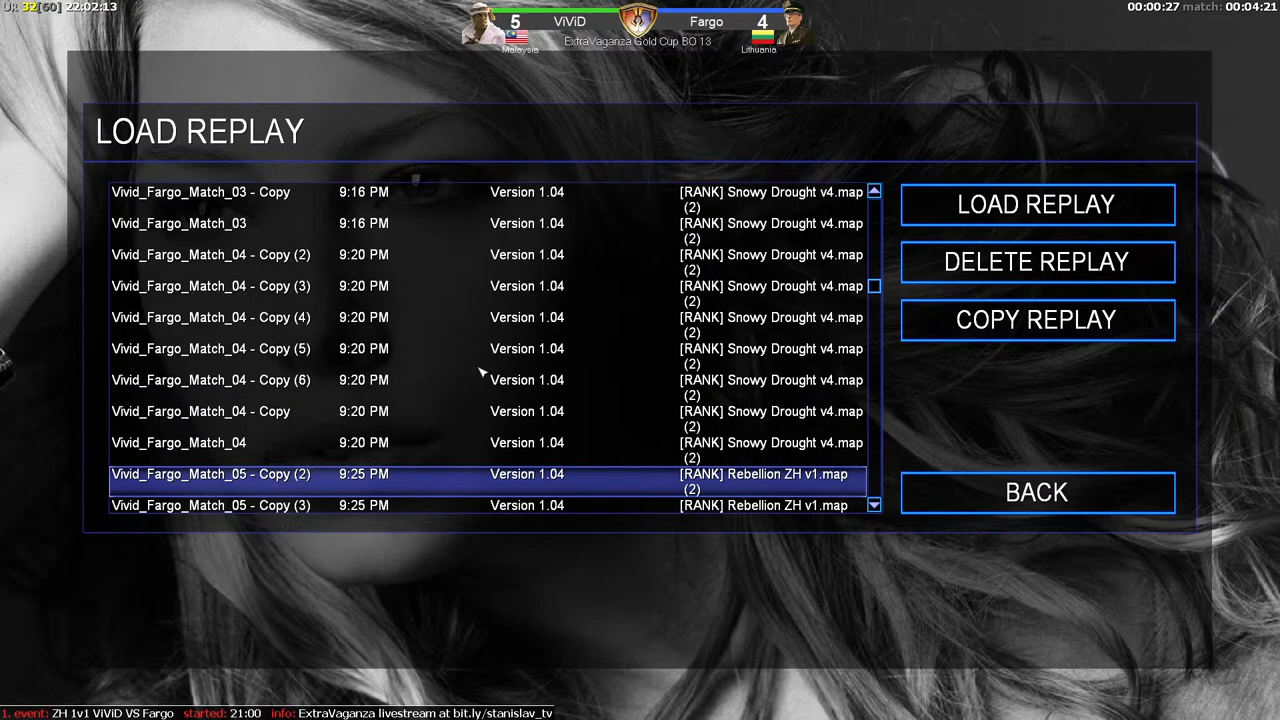 UR 32[60] 22:02:13
00:00:27 match: 00:04:21
5 ViViD Fargo 4
ExtraVaganza Gold Cup BO 13
Malaysia Lithuania
LOAD REPLAY
Vivid_Fargo_Match_03 - Copy 9:16 PM Version 1.04 [RANK] Snowy Drought v4.map
(2)
Vivid_Fargo_Match_03 9:16 PM Version 1.04 [RANK] Snowy Drought v4.map
(2)
Vivid_Fargo_Match_04 - Copy (2) 9:20 PM Version 1.04 [RANK] Snowy Drought v4.map
(2)
Vivid_Fargo_Match_04 - Copy (3) 9:20 PM Version 1.04 [RANK] Snowy Drought v4.map
(2)
Vivid_Fargo_Match_04 - Copy (4) 9:20 PM Version 1.04 [RANK] Snowy Drought v4.map
(2)
Vivid_Fargo_Match_04 - Copy (5) 9:20 PM Version 1.04 [RANK] Snowy Drought v4.map
(2)
Vivid_Fargo_Match_04 - Copy (6) 9:20 PM Version 1.04 [RANK] Snowy Drought v4.map
(2)
Vivid_Fargo_Match_04 - Copy 9:20 PM Version 1.04 [RANK] Snowy Drought v4.map
(2)
Vivid_Fargo_Match_04 9:20 PM Version 1.04 [RANK] Snowy Drought v4.map
(2)
Vivid_Fargo_Match_05 - Copy (2) 9:25 PM Version 1.04 [RANK] Rebellion ZH v1.map
(2)
Vivid_Fargo_Match_05 - Copy (3) 9:25 PM Version 1.04 [RANK] Rebellion ZH v1.map
LOAD REPLAY
DELETE REPLAY
COPY REPLAY
BACK
1. event: ZH 1v1 ViViD VS Fargo started: 21:00 info: ExtraVaganza livestream at bit.ly/stanislav_tv